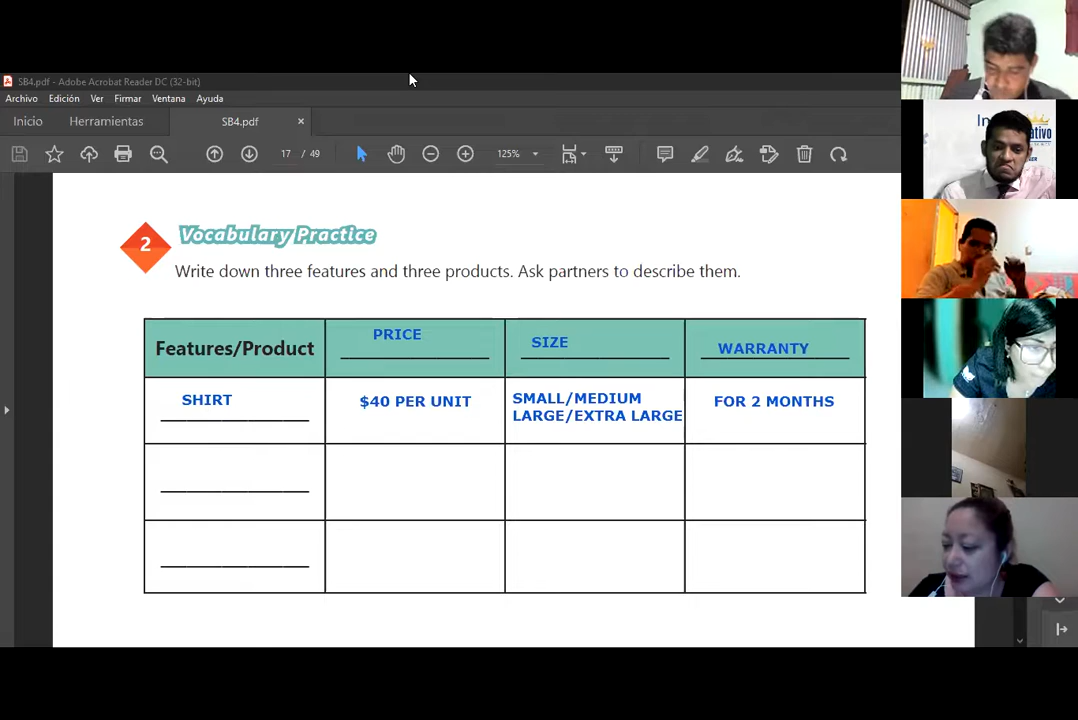 SB4.pdf - Adobe Acrobat Reader DC (32-bit)
Archivo Edición Ver Firmar Ventana Ayuda
Inicio Herramientas SB4.pdf ×
17 / 49 125%
2 Vocabulary Practice
Write down three features and three products. Ask partners to describe them.
Features/Product PRICE SIZE WARRANTY
SHIRT $40 PER UNIT SMALL/MEDIUM FOR 2 MONTHS
LARGE/EXTRA LARGE